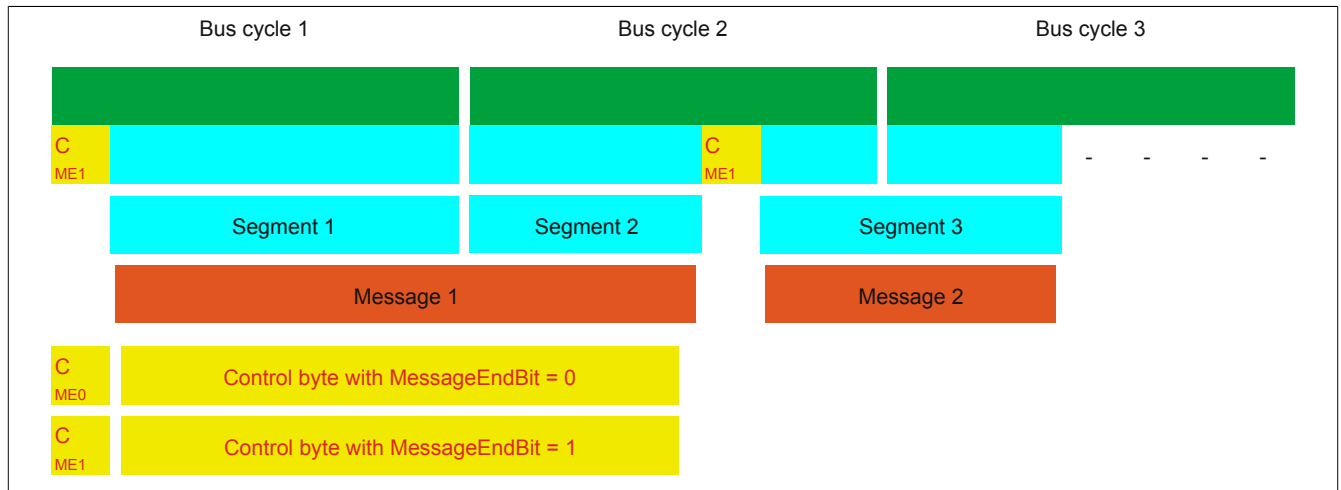 Bus cycle 1 Bus cycle 2 Bus cycle 3
C C
ME1 ME1 - - - -
Segment 1 Segment 2 Segment 3
Message 1 Message 2
C
ME0
Control byte with MessageEndBit = 0
C
ME1
Control byte with MessageEndBit = 1